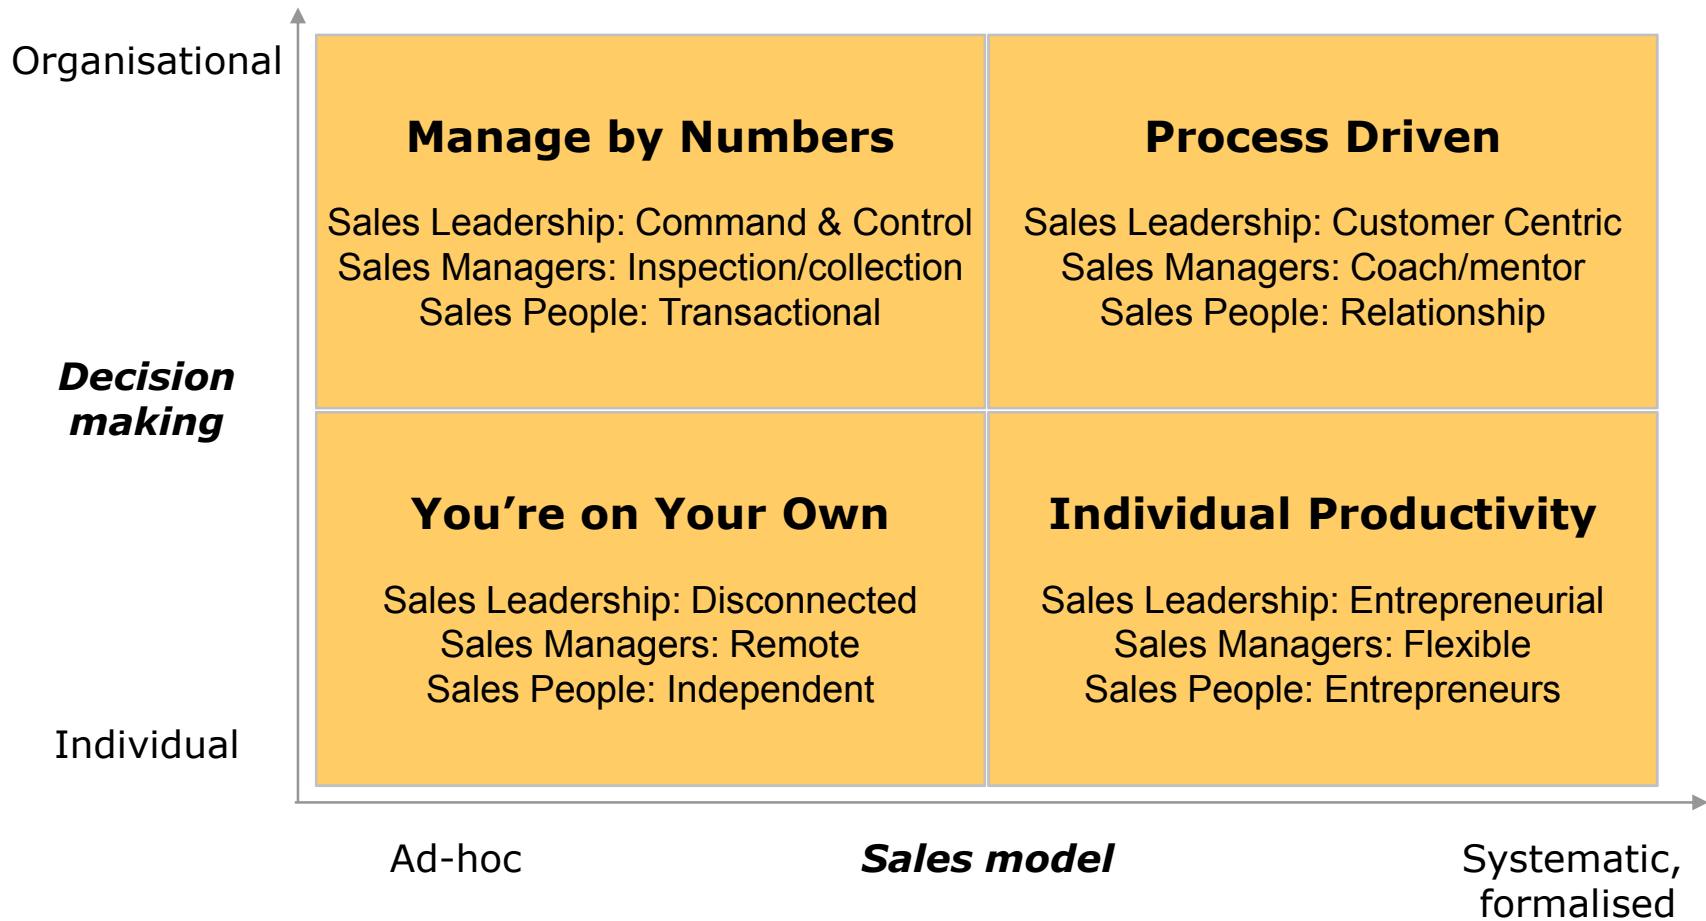 Organisational
Manage by Numbers
Sales Leadership: Command & Control
Sales Managers: Inspection/collection
Sales People: Transactional
Process Driven
Sales Leadership: Customer Centric
Sales Managers: Coach/mentor
Sales People: Relationship
Decision
making
You’re on Your Own
Sales Leadership: Disconnected
Sales Managers: Remote
Sales People: Independent
Individual Productivity
Sales Leadership: Entrepreneurial
Sales Managers: Flexible
Sales People: Entrepreneurs
Individual
Ad-hoc
Sales model
Systematic,
formalised